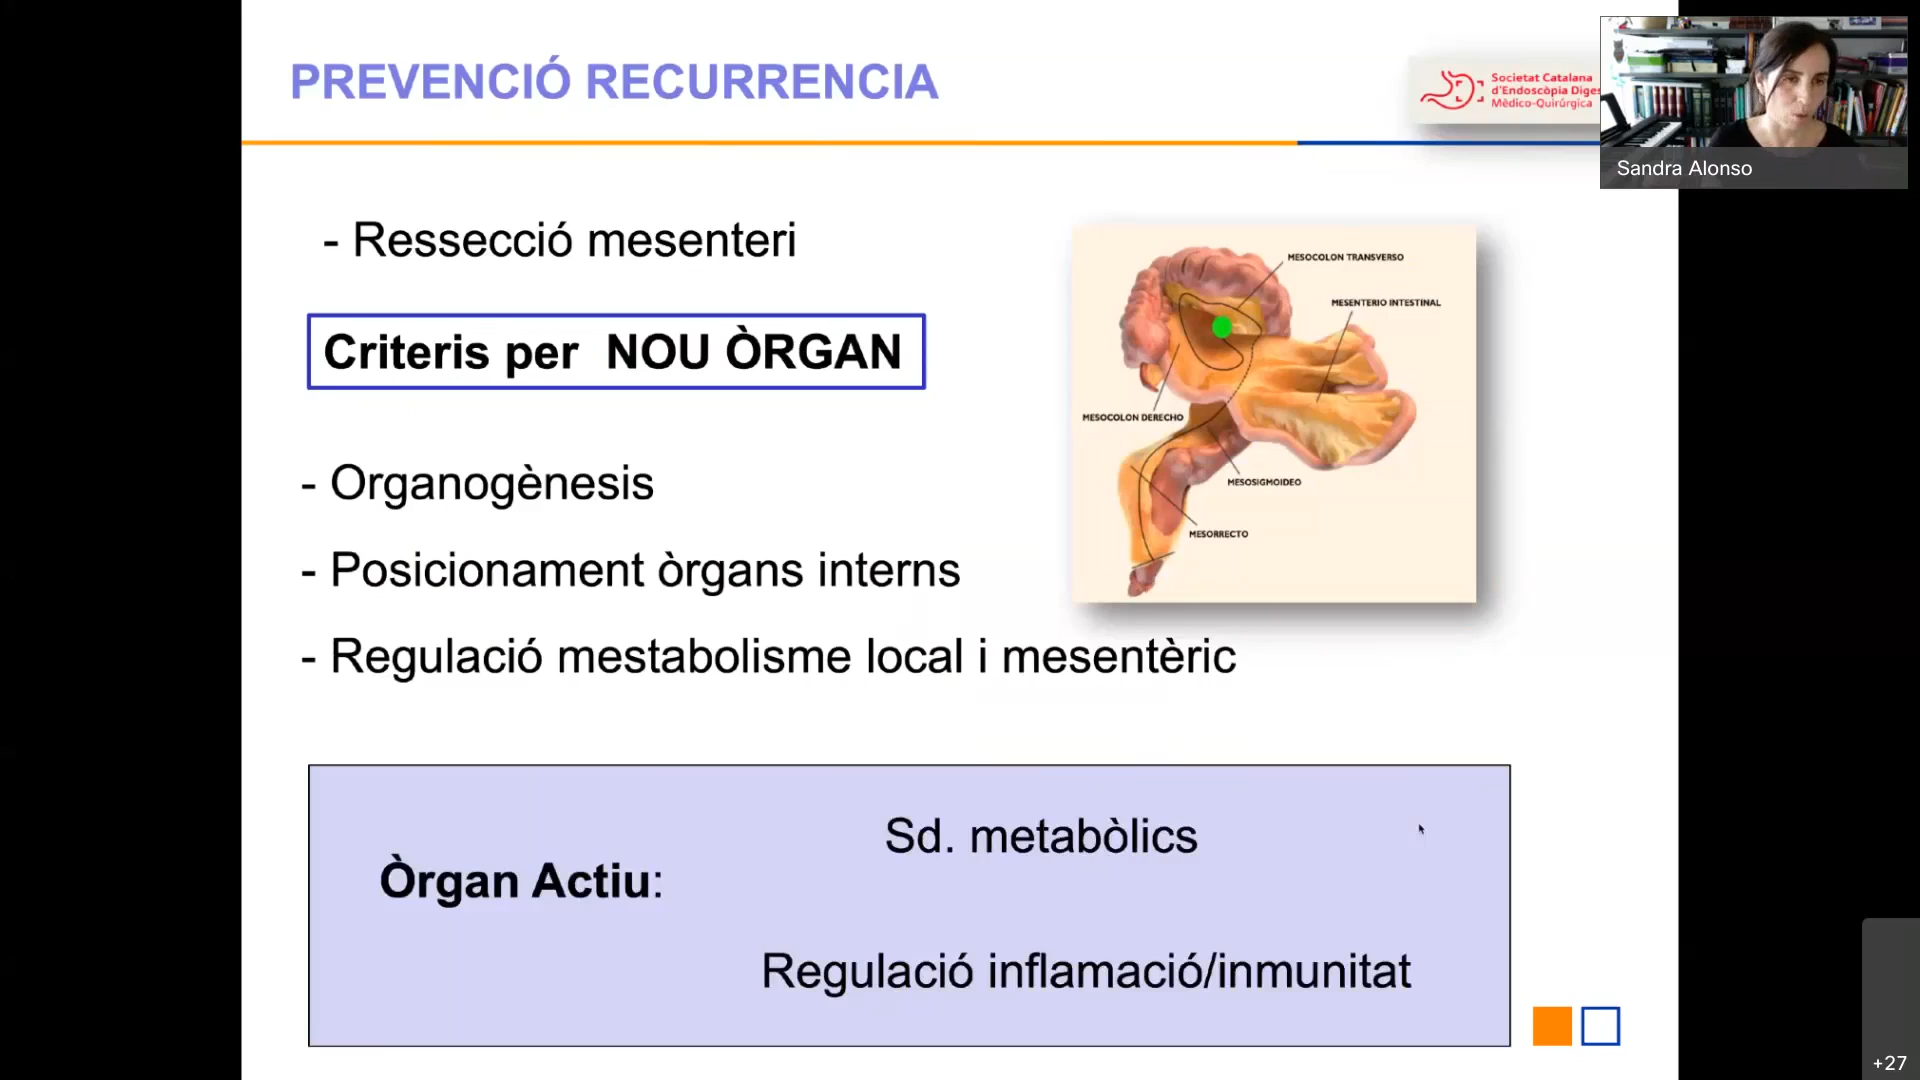 PREVENCIÓ RECURRENCIA
Societat Catalana
d'Endoscòpia Diges
Mèdico-Quirúrgica
Sandra Alonso
- Ressecció mesenteri
Criteris per NOU ÒRGAN
- Organogènesis
- Posicionament òrgans interns
- Regulació mestabolisme local i mesentèric
MESOCOLON TRANSVERSO
MESENTERIO INTESTINAL
MESOCOLON DERECHO
MESOSIGMOIDEO
MESORRECTO
Sd. metabòlics
Òrgan Actiu:
Regulació inflamació/inmunitat
+27